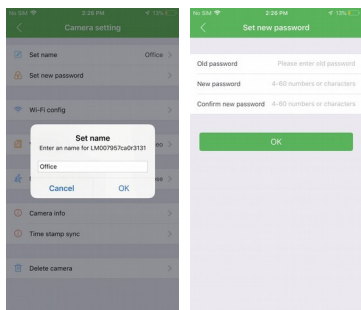 No SIM 2:26 PM 13%
Camera setting
Set name Office
Set new password
Wi-Fi config
Set name
Enter an name for LM007957ca0r3131
Office
Cancel OK
Camera info
Time stamp sync
Delete camera
No SIM 2:26 PM 13%
Set new password
Old password Please enter old password
New password 4-60 numbers or characters
Confirm new password 4-60 numbers or characters
OK